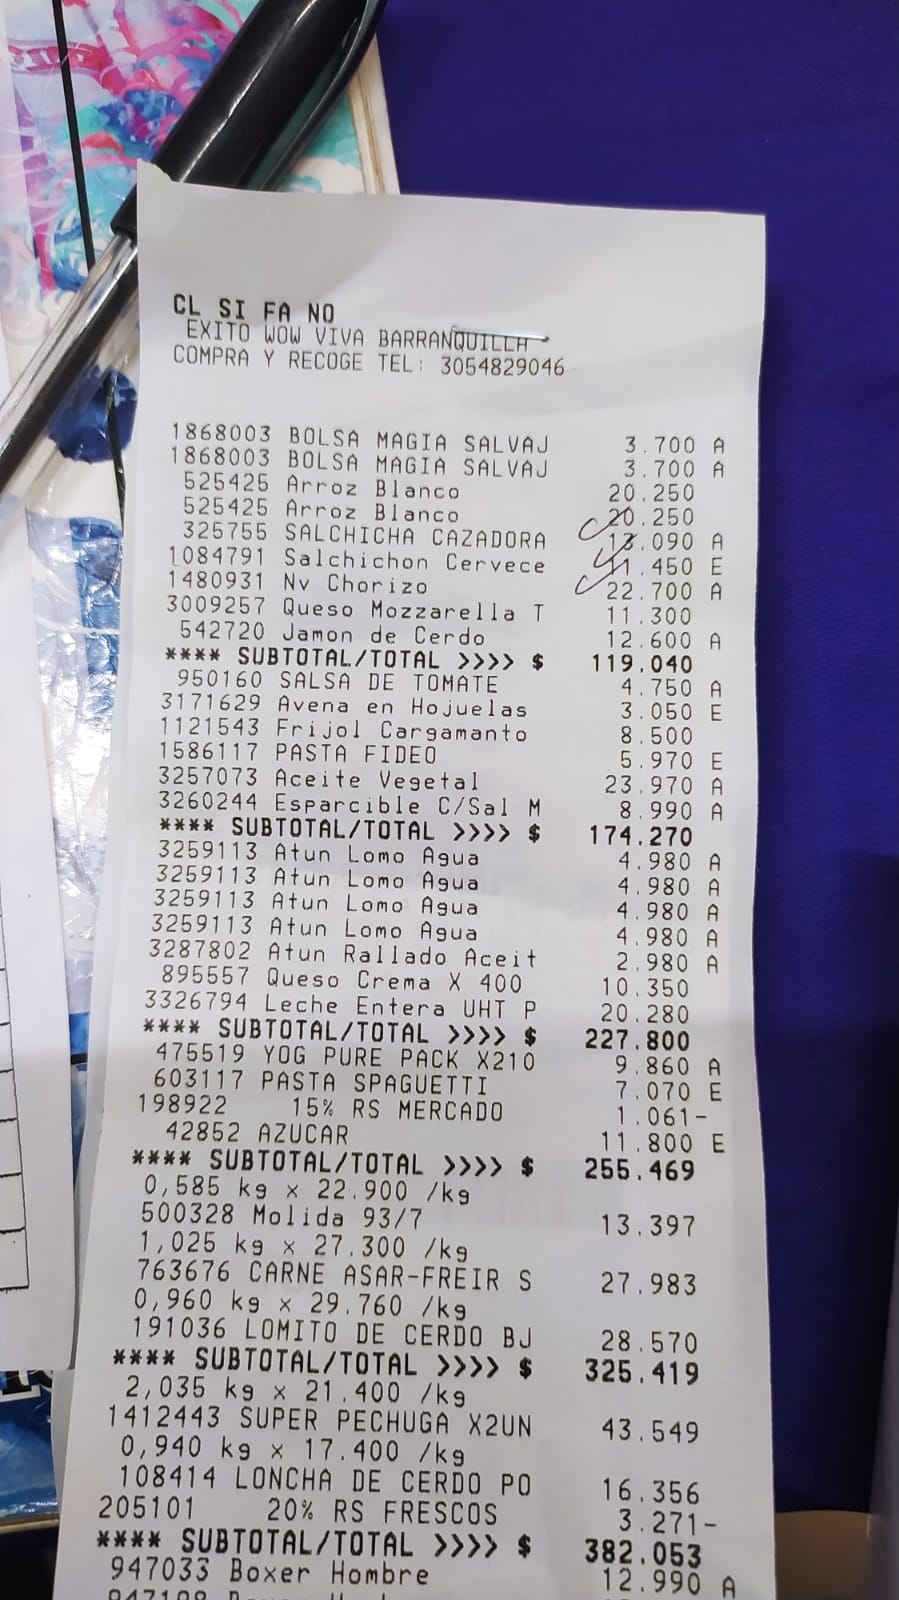 CL SI FA NO
EXITO WOW VIVA BARRANQUILLA
COMPRA Y RECOGE TEL: 3054829046
1868003 BOLSA MAGIA SALVAJ 3.700 A
1868003 BOLSA MAGIA SALVAJ 3.700 A
525425 Arroz Blanco 20.250
525425 Arroz Blanco 20.250
325755 SALCHICHA CAZADORA 13.090 A
1084791 Salchichon Cervece 11.450 E
1480931 Nv Chorizo 22.700 A
3009257 Queso Mozzarella T 11.300
542720 Jamon de Cerdo 12.600 A
**** SUBTOTAL/TOTAL >>>> $ 119.040
950160 SALSA DE TOMATE 4.750 A
3171629 Avena en Hojuelas 3.050 E
1121543 Frijol Cargamanto 8.500
1586117 PASTA FIDEO 5.970 E
3257073 Aceite Vegetal 23.970 A
3260244 Esparcible C/Sal M 8.990 A
**** SUBTOTAL/TOTAL >>>> $ 174.270
3259113 Atun Lomo Agua 4.980 A
3259113 Atun Lomo Agua 4.980 A
3259113 Atun Lomo Agua 4.980 A
3259113 Atun Lomo Agua 4.980 A
3287802 Atun Rallado Aceit 2.980 A
895557 Queso Crema X 400 10.350
3326794 Leche Entera UHT P 20.280
**** SUBTOTAL/TOTAL >>>> $ 227.800
475519 YOG PURE PACK X210 9.860 A
603117 PASTA SPAGUETTI 7.070 E
198922 15% RS MERCADO 1.061-
42852 AZUCAR 11.800 E
**** SUBTOTAL/TOTAL >>>> $ 255.469
0,585 kg x 22.900 /kg
500328 Molida 93/7 13.397
1,025 kg x 27.300 /kg
763676 CARNE ASAR-FREIR S 27.983
0,960 kg x 29.760 /kg
191036 LOMITO DE CERDO BJ 28.570
**** SUBTOTAL/TOTAL >>>> $ 325.419
2,035 kg x 21.400 /kg
1412443 SUPER PECHUGA X2UN 43.549
0,940 kg x 17.400 /kg
108414 LONCHA DE CERDO PO 16.356
205101 20% RS FRESCOS 3.271-
**** SUBTOTAL/TOTAL >>>> $ 382.053
947033 Boxer Hombre 12.990 A